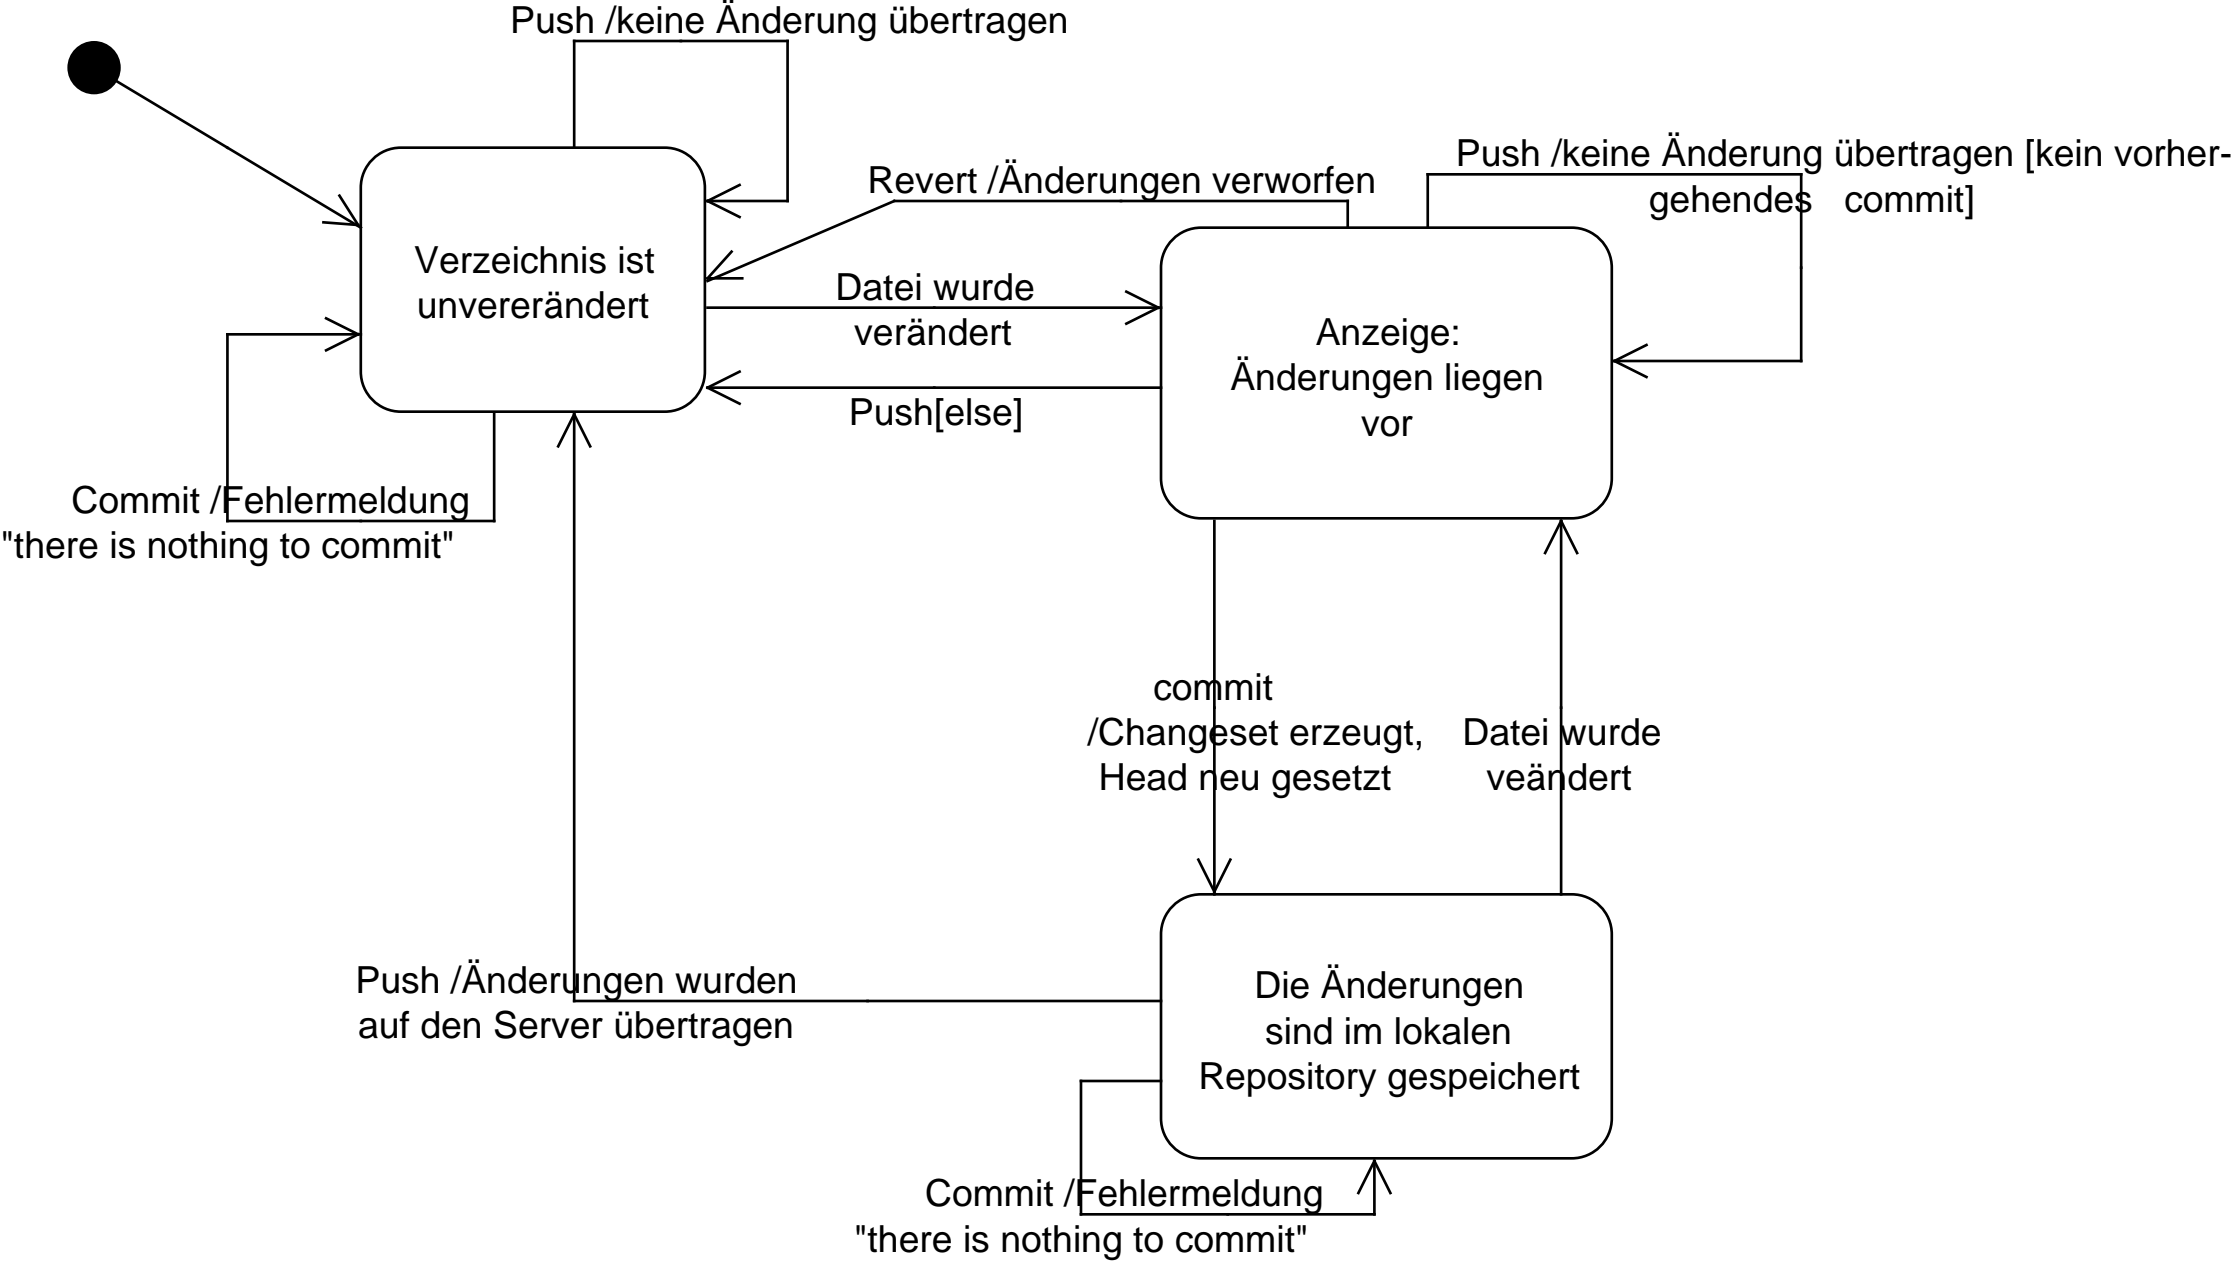 Push /keine Änderung übertragen
Push /keine Änderung übertragen [kein vorher-
gehendes commit]
Revert /Änderungen verworfen
Verzeichnis ist
unvererändert
Datei wurde
verändert
Anzeige:
Änderungen liegen
vor
Push[else]
Commit /Fehlermeldung
"there is nothing to commit"
commit
/Changeset erzeugt,
Head neu gesetzt
Datei wurde
veändert
Push /Änderungen wurden
auf den Server übertragen
Die Änderungen
sind im lokalen
Repository gespeichert
Commit /Fehlermeldung
"there is nothing to commit"